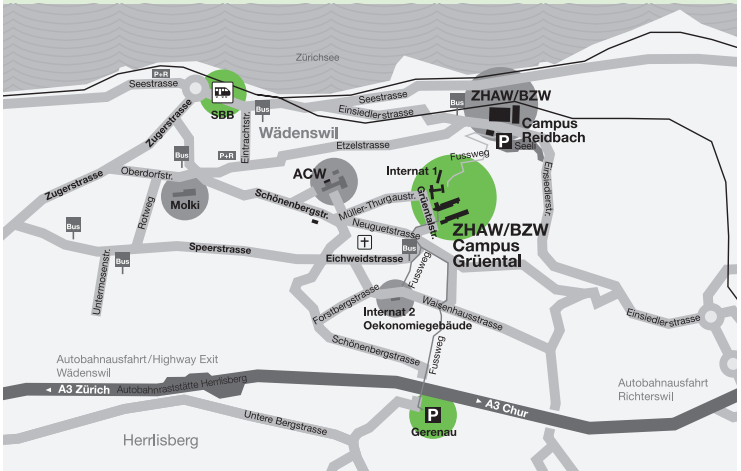 Zürichsee
P+R
Seestrasse
SBB
Bus
Seestrasse
Einsiedlerstrasse
Bus
ZHAW/BZW
Campus
Reidbach
P
Seeli
Zugerstrasse
Wädenswil
Eintrachtstr.
Bus
P+R
Etzelstrasse
Fussweg
Einsiedlerstr.
Zugerstrasse
Oberdorfstr.
Molki
Rotweg
ACW
Schönenbergstr.
Internat 1
Müller-Thurgaustr.
Grüentalstr.
Neuguetstrasse
ZHAW/BZW
Campus
Grüental
Bus
Bus
Untermosenstr.
Speerstrasse
Eichweidstrasse
Bus
Fussweg
Forstbergstrasse
Internat 2
Oekonomiegebäude
Waisenhausstrasse
Einsiedlerstrasse
Schönenbergstrasse
Fussweg
Autobahnausfahrt/Highway Exit
Wädenswil
A3 Zürich
Autobahnraststätte Herrlisberg
A3 Chur
Autobahnausfahrt
Richterswil
Untere Bergstrasse
P
Gerenau
Herrlisberg